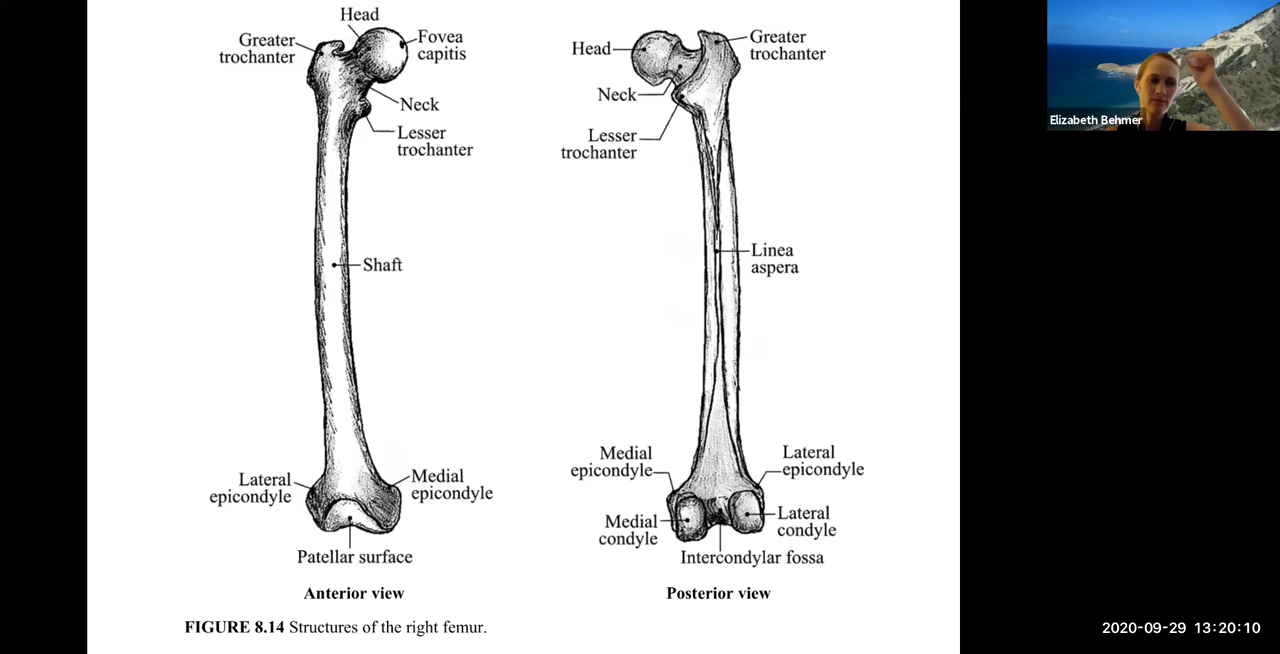 Head
Greater
trochanter
Fovea
capitis
Neck
Lesser
trochanter
Shaft
Lateral
epicondyle
Medial
epicondyle
Patellar surface
Anterior view
Head
Greater
trochanter
Neck
Lesser
trochanter
Linea
aspera
Medial
epicondyle
Lateral
epicondyle
Medial
condyle
Lateral
condyle
Intercondylar fossa
Posterior view
FIGURE 8.14 Structures of the right femur.
Elizabeth Behmer
2020-09-29 13:20:10